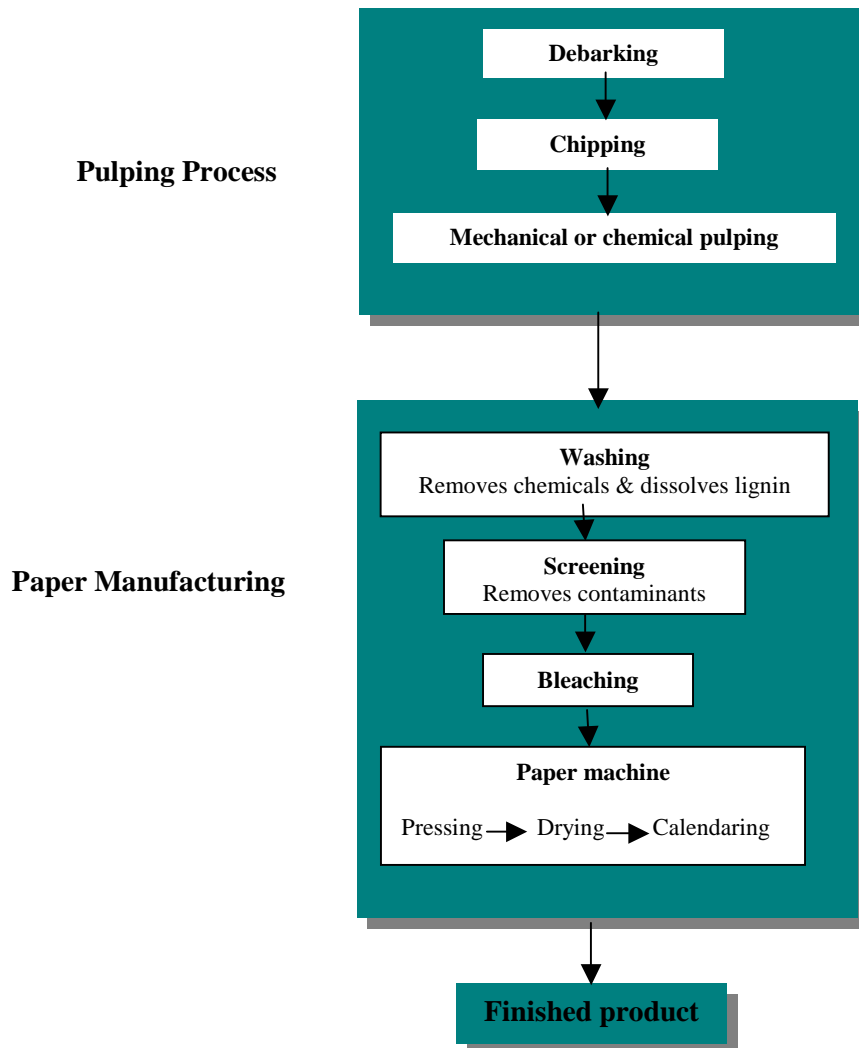 Debarking
Chipping
Pulping Process
Mechanical or chemical pulping
Washing
Removes chemicals & dissolves lignin
Screening
Paper Manufacturing
Removes contaminants
Bleaching
Paper machine
Pressing Drying Calendaring
Finished product